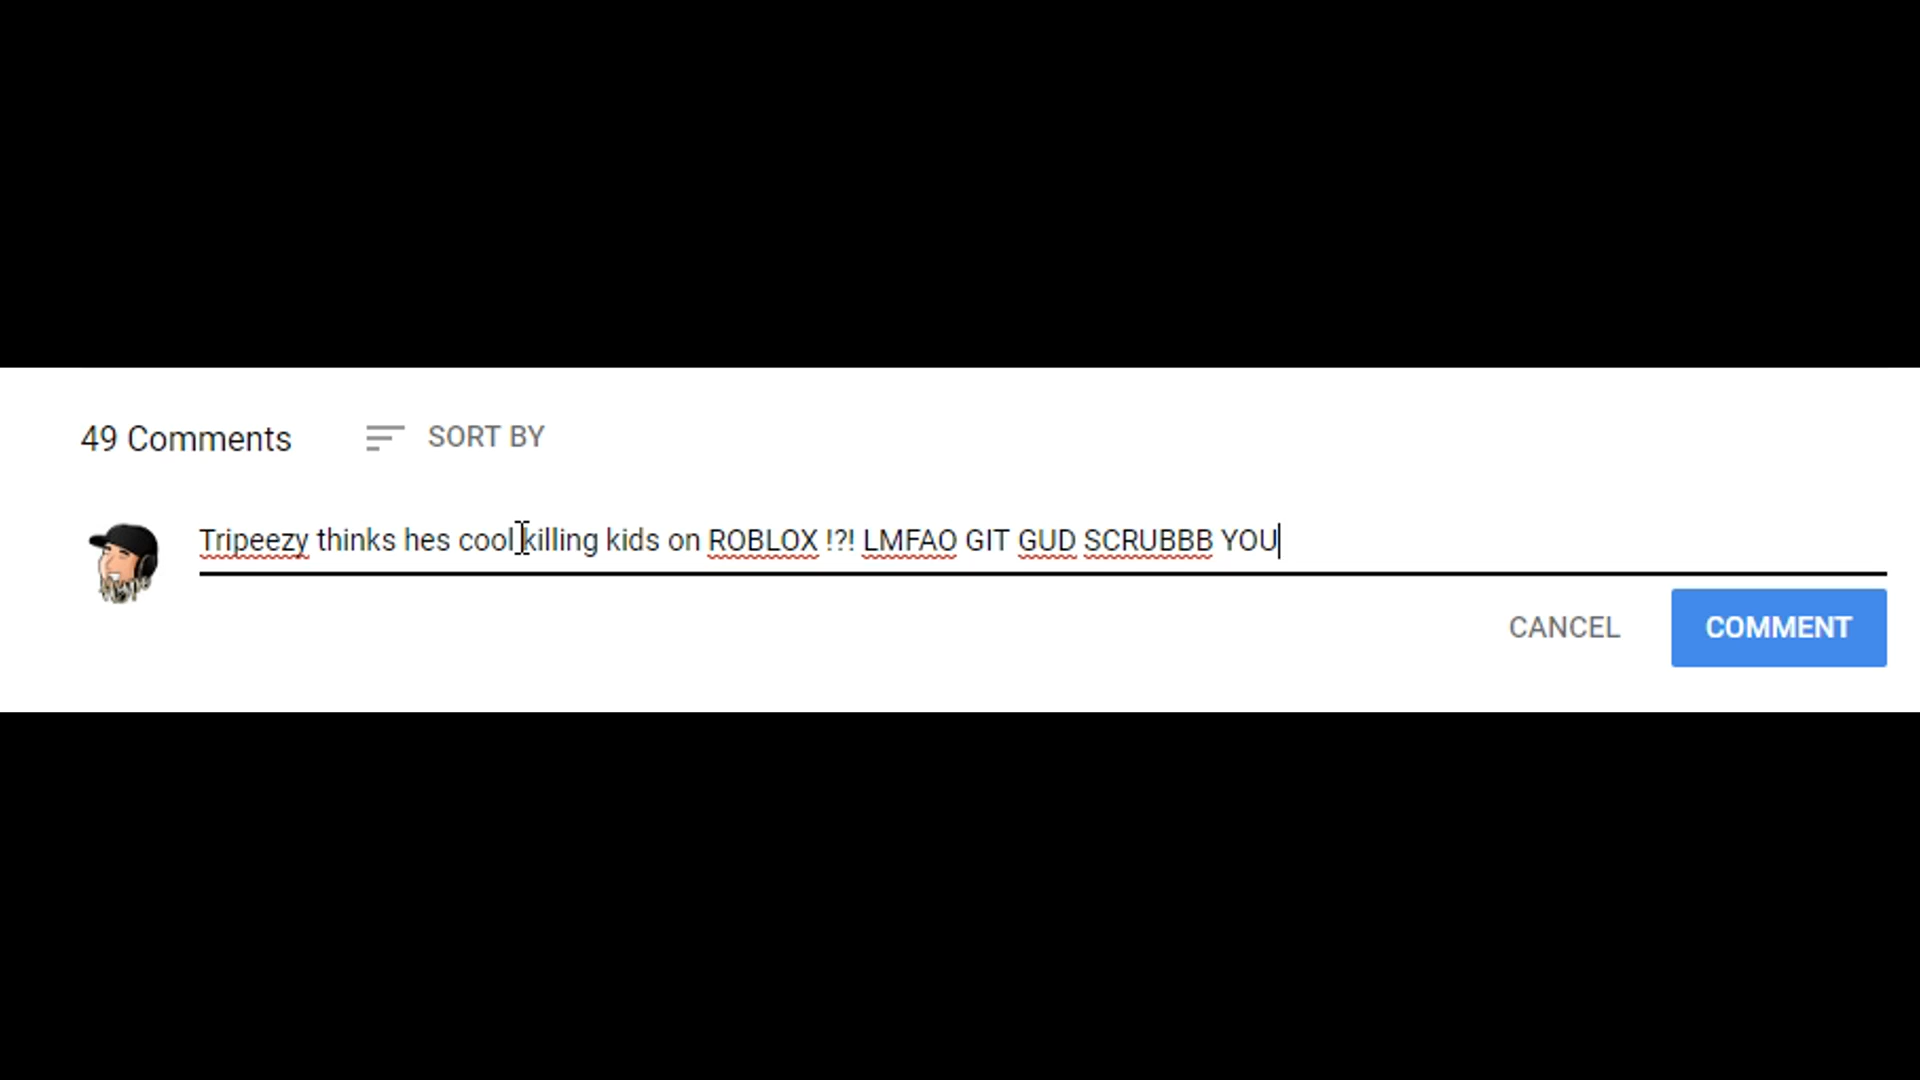 49 Comments SORT BY
Tripeezy thinks hes cool killing kids on ROBLOX !?! LMFAO GIT GUD SCRUBBB YOU
CANCEL COMMENT